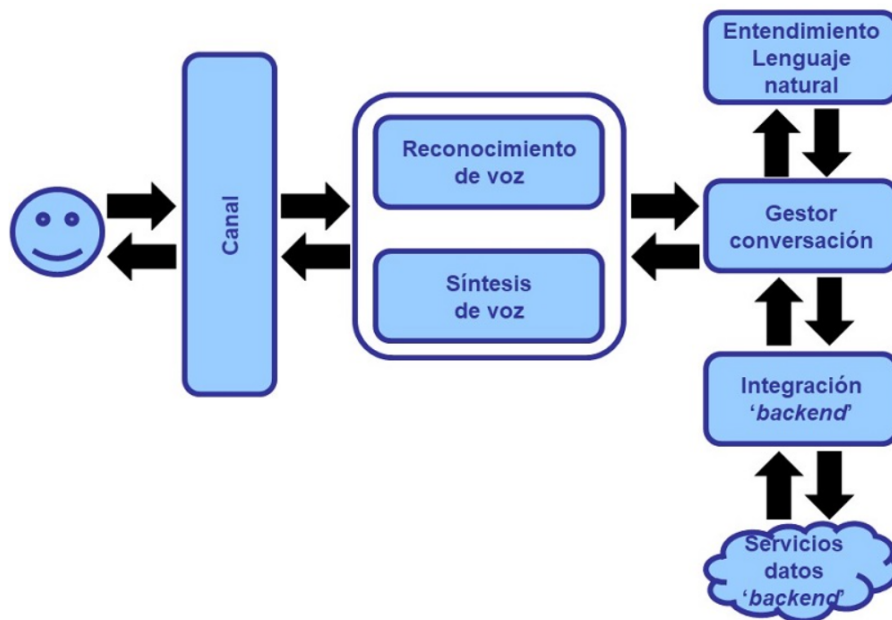 Entendimiento
Lenguaje
natural
Canal
Reconocimiento
de voz
Síntesis
de voz
Gestor
conversación
Integración
‘backend’
Servicios
datos
‘backend’